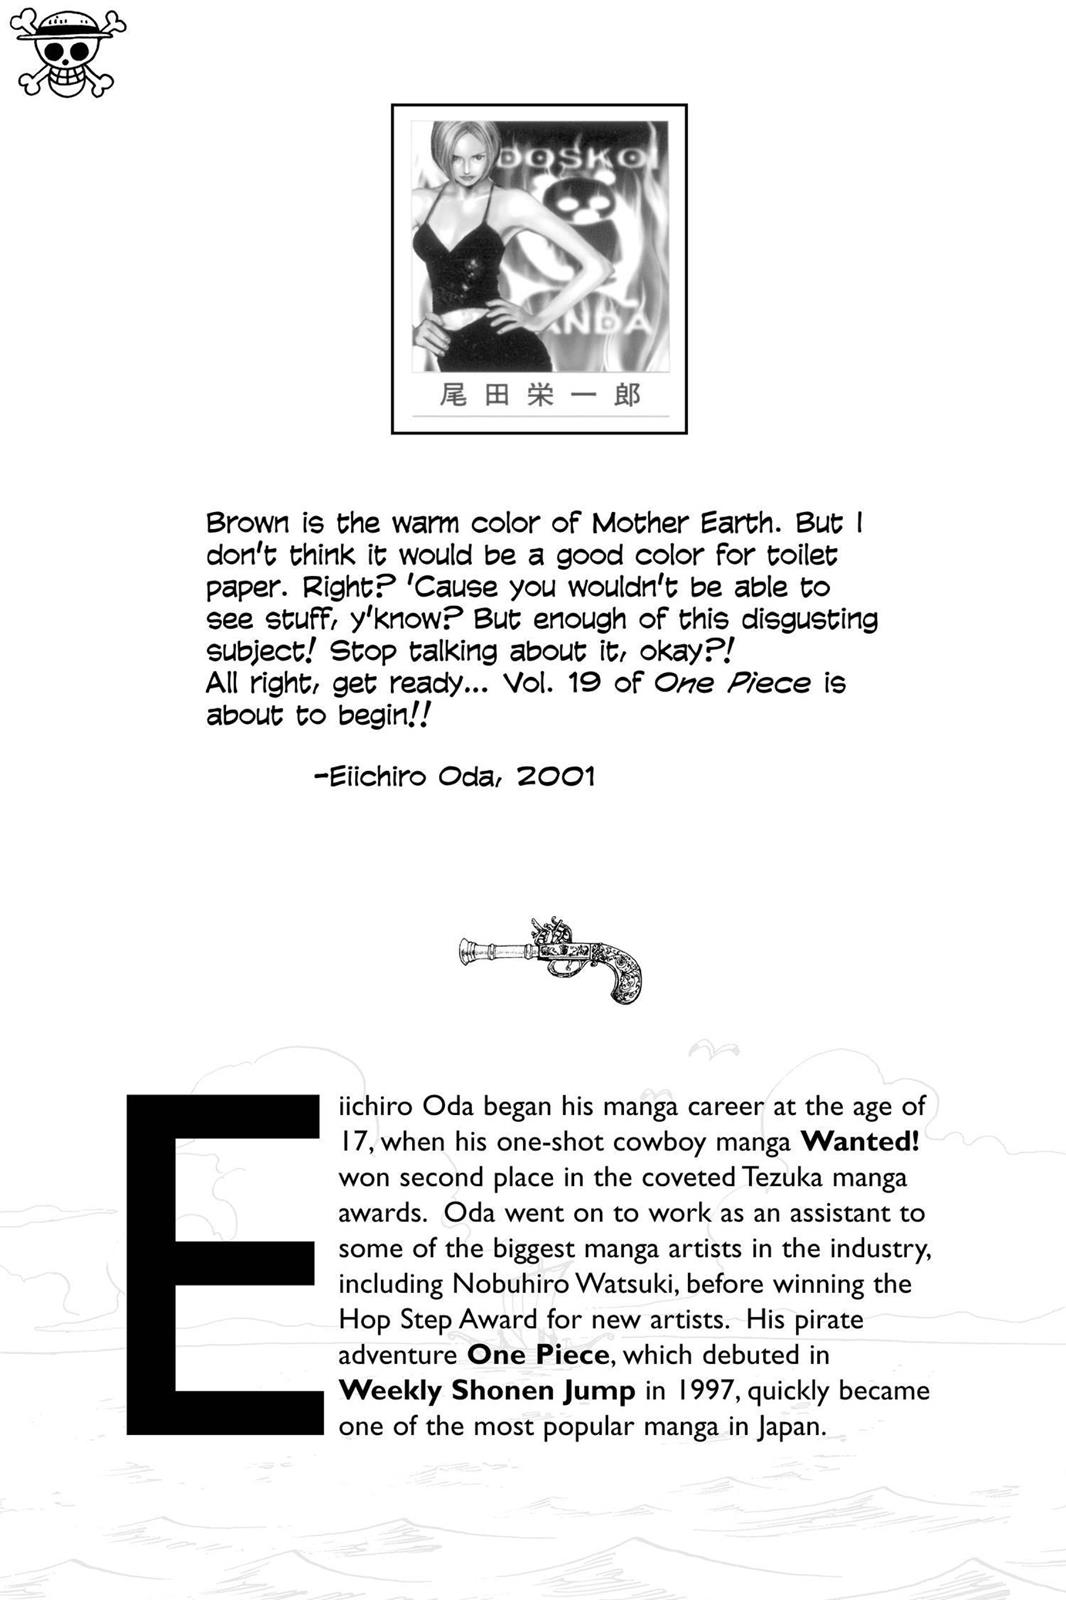 DOSKOI
PANDA
尾田栄一郎
Brown is the warm color of Mother Earth. But I
don't think it would be a good color for toilet
paper. Right? 'Cause you wouldn't be able to
see stuff, y'know? But enough of this disgusting
subject! Stop talking about it, okay?!
All right, get ready... Vol. 19 of One Piece is
about to begin!!
-Eiichiro Oda, 2001
Eiichiro Oda began his manga career at the age of
17, when his one-shot cowboy manga Wanted!
won second place in the coveted Tezuka manga
awards. Oda went on to work as an assistant to
some of the biggest manga artists in the industry,
including Nobuhiro Watsuki, before winning the
Hop Step Award for new artists. His pirate
adventure One Piece, which debuted in
Weekly Shonen Jump in 1997, quickly became
one of the most popular manga in Japan.